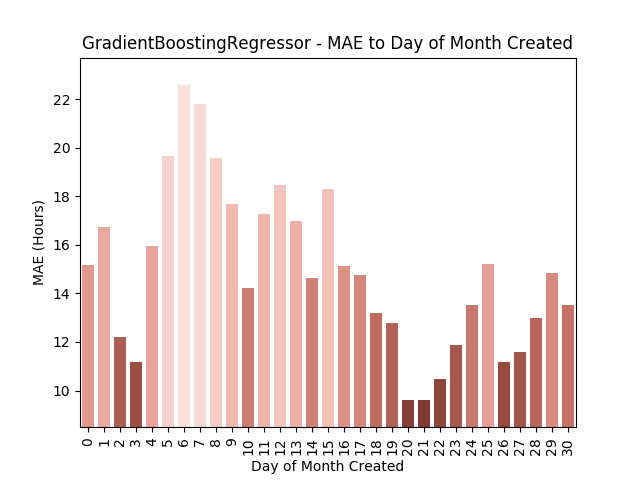 GradientBoostingRegressor - MAE to Day of Month Created
MAE (Hours)
22
20
18
16
14
12
10
0 1 2 3 4 5 6 7 8 9 10 11 12 13 14 15 16 17 18 19 20 21 22 23 24 25 26 27 28 29 30
Day of Month Created